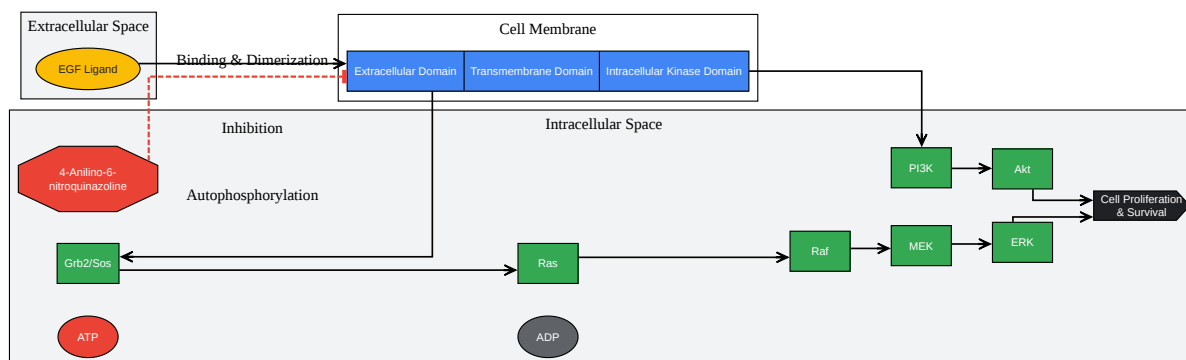 Extracellular Space
Cell Membrane
EGF Ligand
Binding & Dimerization
Extracellular Domain
Transmembrane Domain
Intracellular Kinase Domain
Inhibition
Intracellular Space
4-Anilino-6-
nitroquinazoline
Autophosphorylation
PI3K
Akt
Cell Proliferation
& Survival
Grb2/Sos
Ras
Raf
MEK
ERK
ATP
ADP